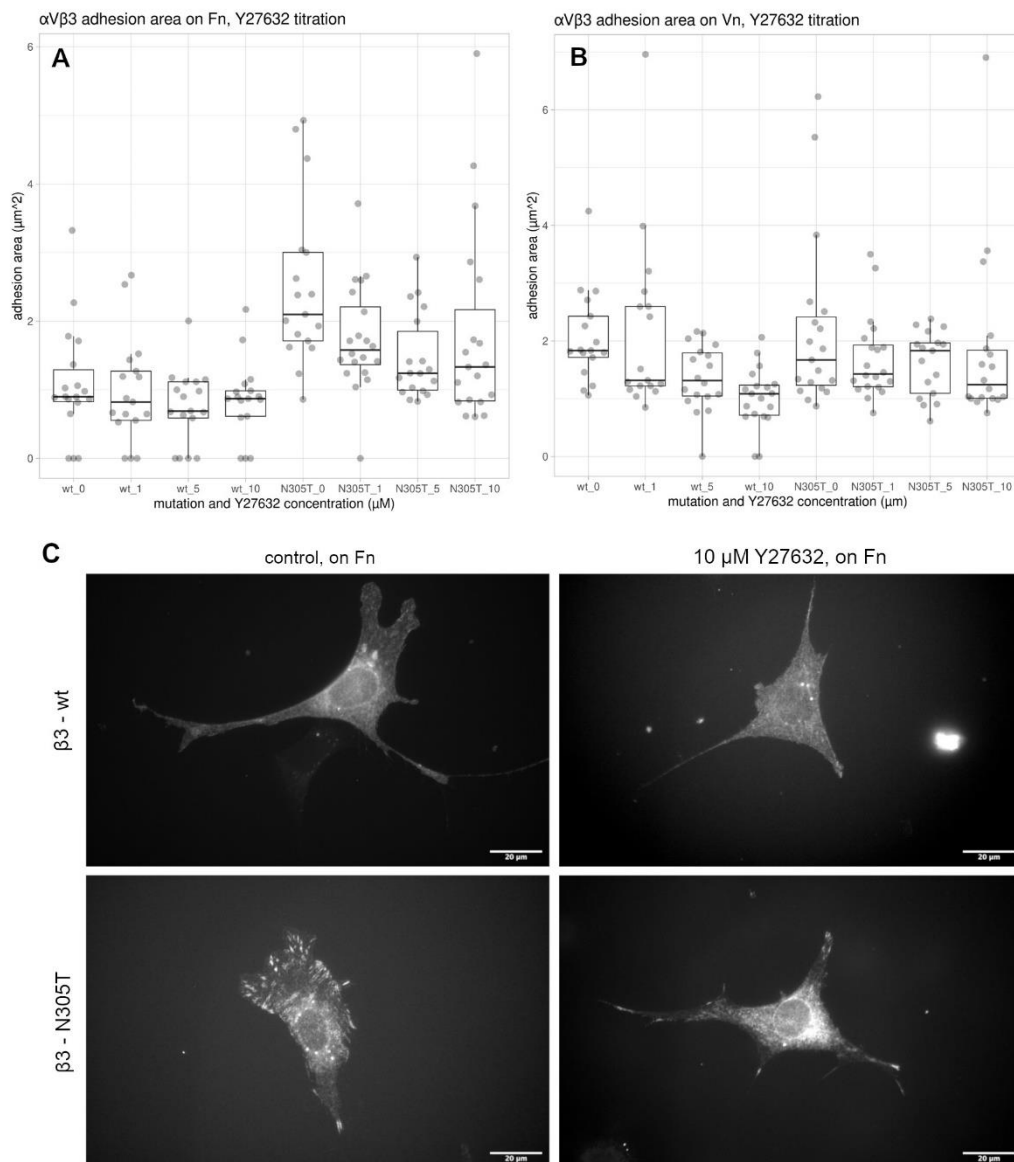 αVβ3 adhesion area on Fn, Y27632 titration
A
adhesion area (µm^2)
6
4
2
0
wt_0 wt_1 wt_5 wt_10 N305T_0 N305T_1 N305T_5 N305T_10
mutation and Y27632 concentration (µM)
αVβ3 adhesion area on Vn, Y27632 titration
B
adhesion area (µm^2)
6
4
2
0
wt_0 wt_1 wt_5 wt_10 N305T_0 N305T_1 N305T_5 N305T_10
mutation and Y27632 concentration (µm)
C
control, on Fn
10 µM Y27632, on Fn
β3 - wt
20 µm
20 µm
β3 - N305T
20 µm
20 µm